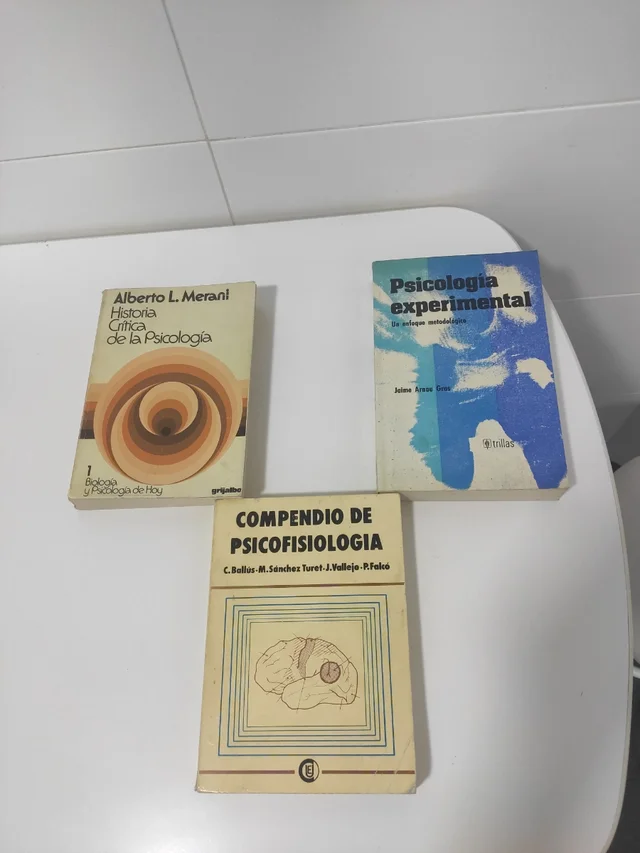 Alberto L. Merani
Historia
Crítica
de la Psicología
1
Biología
y Psicología de Hoy
grijalbo
Psicología
experimental
Un enfoque metodológico
Jaime Arnau Grau
trillas
COMPENDIO DE
PSICOFISIOLOGIA
C. Ballús-M. Sánchez Turet-J. Vallejo-P. Falcó